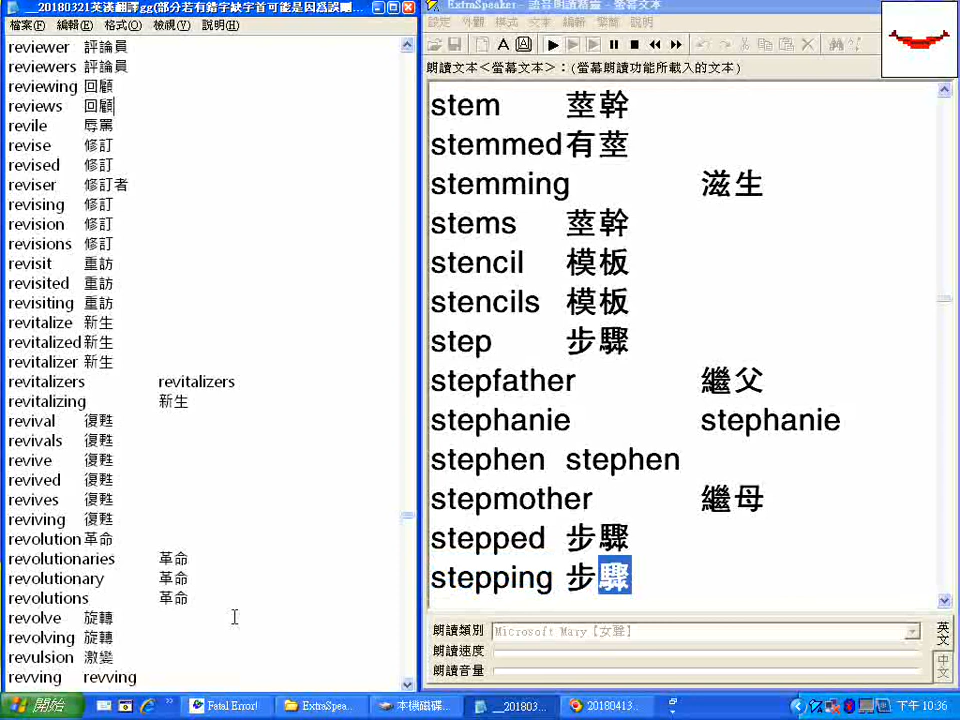 __20180321英漢翻譯gg(部分若有錯字缺字首可能是因爲誤刪...
檔案(F) 編輯(E) 格式(O) 檢視(V) 說明(H)
reviewer 評論員
reviewers 評論員
reviewing 回顧
reviews 回顧
revile 辱罵
revise 修訂
revised 修訂
reviser 修訂者
revising 修訂
revision 修訂
revisions 修訂
revisit 重訪
revisited 重訪
revisiting 重訪
revitalize 新生
revitalized 新生
revitalizer 新生
revitalizers revitalizers
revitalizing 新生
revival 復甦
revivals 復甦
revive 復甦
revived 復甦
revives 復甦
reviving 復甦
revolution 革命
revolutionaries 革命
revolutionary 革命
revolutions 革命
revolve 旋轉
revolving 旋轉
revulsion 激變
revving revving
ExtraSpeaker - 語音朗讀精靈 - 螢幕文本
設定 外觀 模式 文本 編輯 繁簡 說明
朗讀文本<螢幕文本>：(螢幕朗讀功能所載入的文本)
stem 莖幹
stemmed 有莖
stemming 滋生
stems 莖幹
stencil 模板
stencils 模板
step 步驟
stepfather 繼父
stephanie stephanie
stephen stephen
stepmother 繼母
stepped 步驟
stepping 步驟
朗讀類別 Microsoft Mary【女聲】
朗讀速度
朗讀音量
英文
中文
開始 Fatal Error! ExtraSpea... 本機磁碟... __201803... 20180413... 下午 10:36